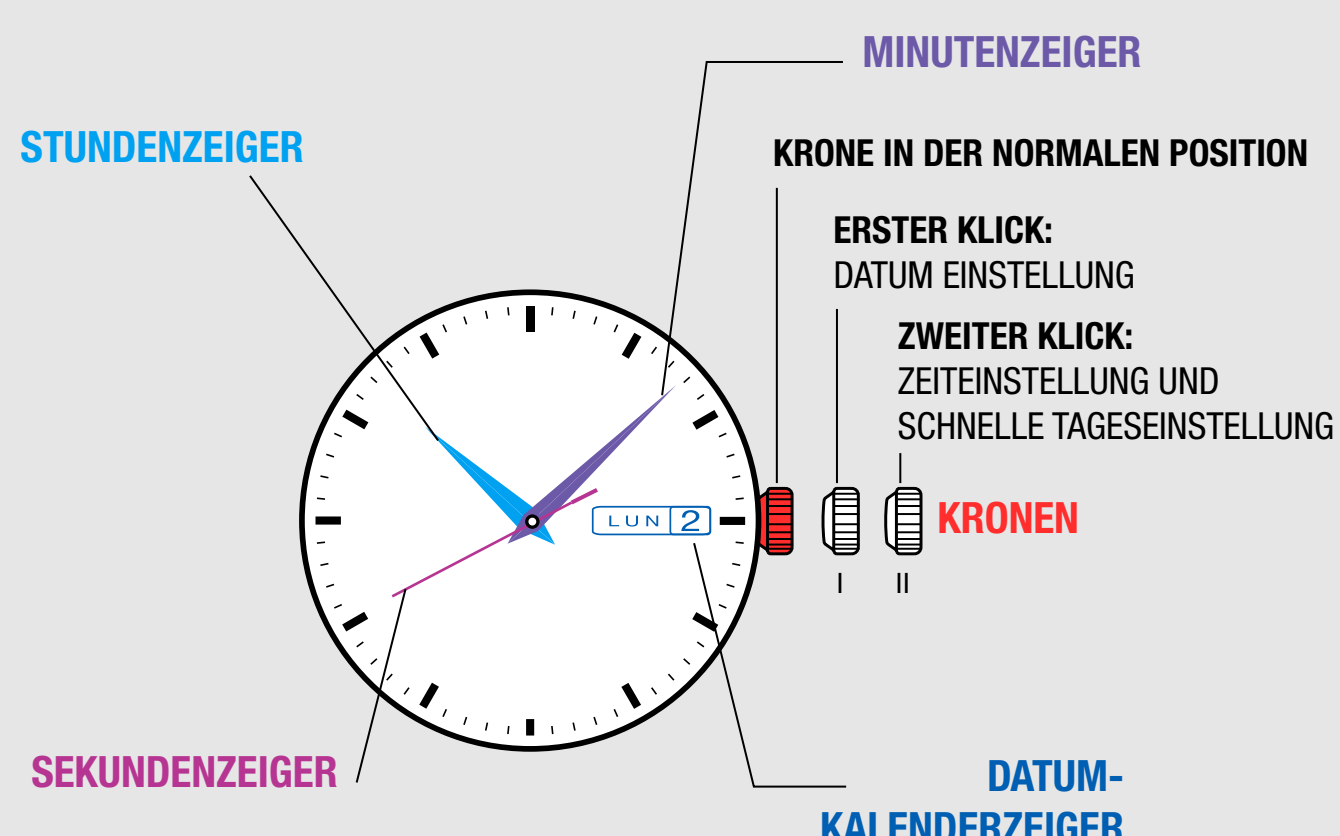 MINUTENZEIGER
STUNDENZEIGER
KRONE IN DER NORMALEN POSITION
ERSTER KLICK:
DATUM EINSTELLUNG
ZWEITER KLICK:
ZEITEINSTELLUNG UND
SCHNELLE TAGESEINSTELLUNG
LUN 2
KRONEN
I II
SEKUNDENZEIGER
DATUM-
KALENDERZEIGER